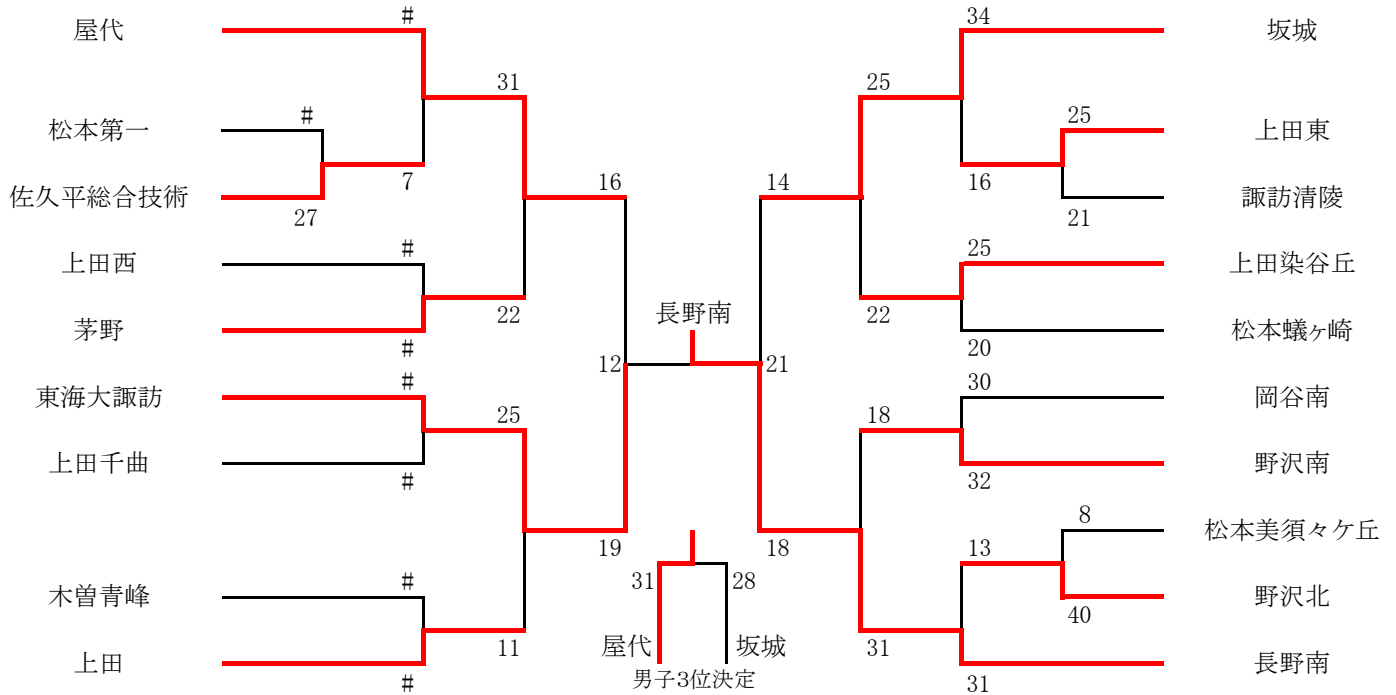 # 34
屋代 坂城
31 25
# 25
松本第一 上田東
7 16 14 16
佐久平総合技術 諏訪清陵
27 21
# 25
上田西 上田染谷丘
22 長野南 22
茅野 松本蟻ヶ崎
# 20
12 21
# 30
東海大諏訪 岡谷南
25 18
上田千曲 野沢南
# 32
8
松本美須々ケ丘
19 18 13
# 31 28
木曽青峰 野沢北
40
11 屋代 坂城 31
上田 長野南
男子3位決定
# 31